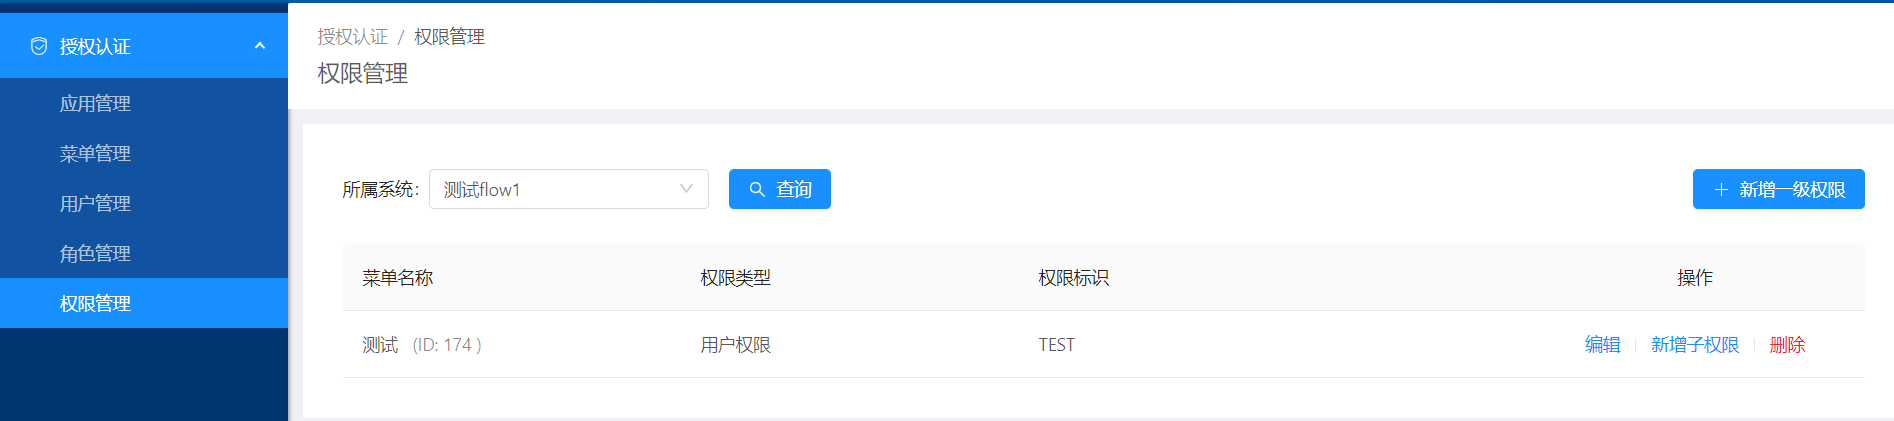 授权认证
应用管理
菜单管理
用户管理
角色管理
权限管理
授权认证 / 权限管理
权限管理
所属系统: 测试flow1 查询 新增一级权限
菜单名称 权限类型 权限标识 操作
测试 (ID: 174 ) 用户权限 TEST 编辑 新增子权限 删除